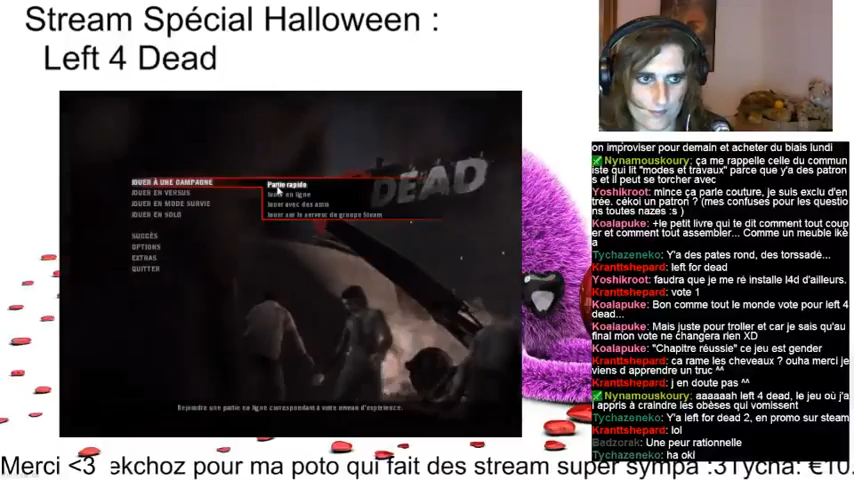 Stream Spécial Halloween :
Left 4 Dead
DEAD
JOUER À UNE CAMPAGNE
JOUER EN VERSUS
JOUER EN MODE SURVIE
JOUER EN SOLO
SUCCÈS
OPTIONS
EXTRAS
QUITTER
Partie rapide
Jouer en ligne
Jouer avec des amis
Jouer sur le serveur de groupe Steam
Rejoindre une partie en ligne correspondant à votre niveau d'expérience.
on improviser pour demain et acheter du biais lundi
Nynamouskoury: ça me rappelle celle du commun
iste qui lit "modes et travaux" parce que y'a des patron
s et il peut se torcher avec
Yoshikroot: mince ça parle couture, je suis exclu d'en
trée. cékoi un patron ? (mes confuses pour les questio
ns toutes nazes :s )
Koalapuke: +le petit livre qui te dit comment tout coup
er et comment tout assembler... Comme un meuble ike
a
Tychazeneko: Y'a des pates rond, des torssadé...
Kranttshepard: left for dead
Yoshikroot: faudra que je me ré installe l4d d'ailleurs.
Kranttshepard: vote 1
Koalapuke: Bon comme tout le monde vote pour left 4
dead...
Koalapuke: Mais juste pour troller et car je sais qu'au
final mon vote ne changera rien XD
Koalapuke: "Chapitre réussie" ce jeu est gender
Kranttshepard: ca rame les cheveaux ? ouha merci je
viens d apprendre un truc ^^
Kranttshepard: j en doute pas ^^
Nynamouskoury: aaaaaah left 4 dead, le jeu où j'a
i appris à craindre les obèses qui vomissent
Tychazeneko: Y'a left for dead 2, en promo sur steam
Kranttshepard: lol
Badzorak: Une peur rationnelle
Tychazeneko: ha oki
Merci <3 ekchoz pour ma poto qui fait des stream super sympa :3Tycha: €10.